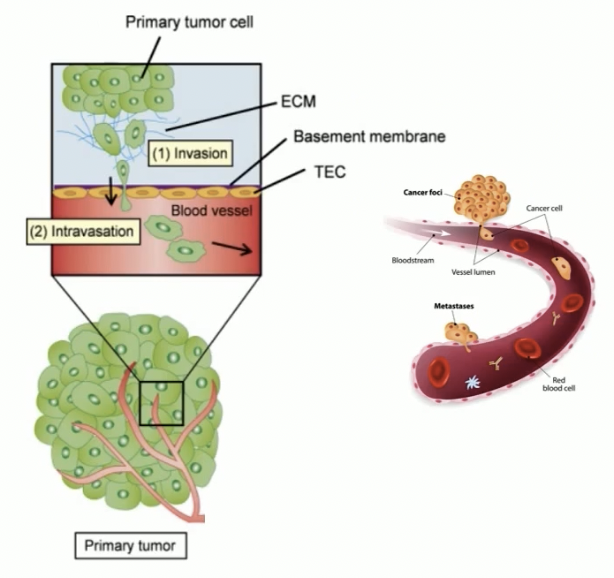 Primary tumor cell
ECM
(1) Invasion
Basement membrane
TEC
Blood vessel
(2) Intravasation
Primary tumor
Cancer foci
Cancer cell
Bloodstream
Vessel lumen
Metastases
Red
blood cell